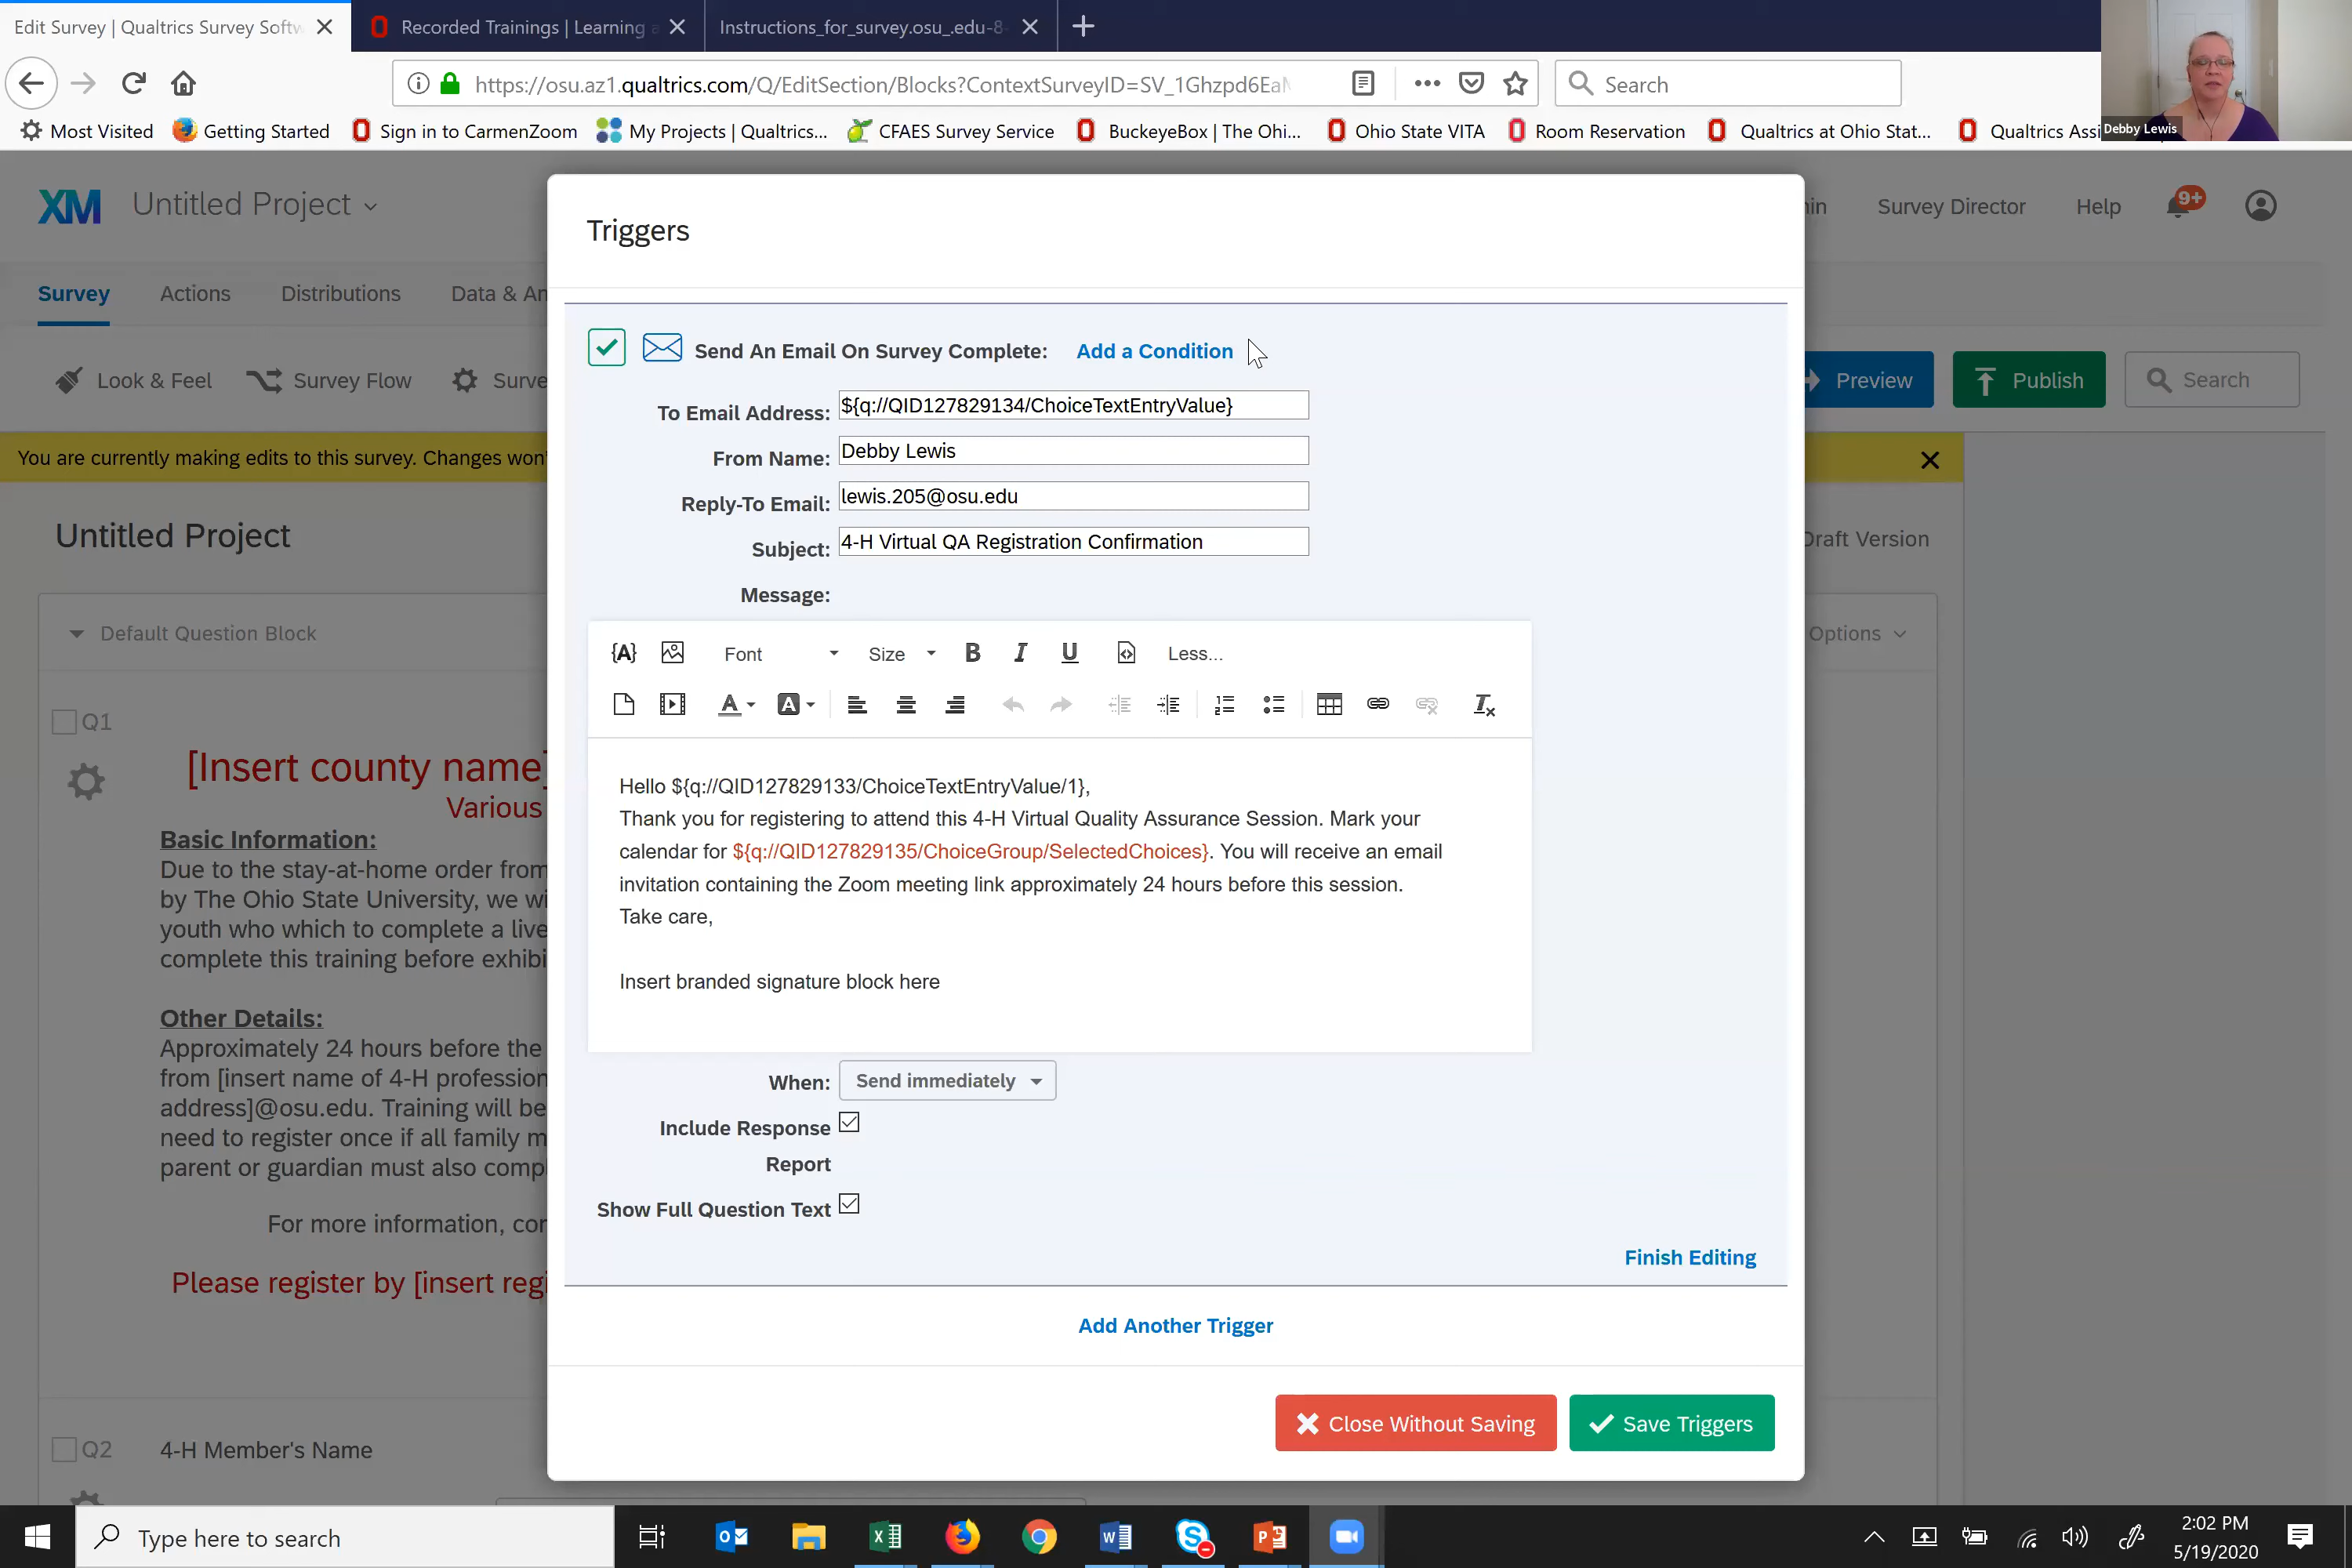 Edit Survey | Qualtrics Survey Softw
Recorded Trainings | Learning a
Instructions_for_survey.osu_.edu-8-
https://osu.az1.qualtrics.com/Q/EditSection/Blocks?ContextSurveyID=SV_1Ghzpd6Ea
Search
Most Visited
Getting Started
Sign in to CarmenZoom
My Projects | Qualtrics...
CFAES Survey Service
BuckeyeBox | The Ohi...
Ohio State VITA
Room Reservation
Qualtrics at Ohio Stat...
Qualtrics Assi
Debby Lewis
XM
Untitled Project
Survey Director
Help
9+
Survey
Actions
Distributions
Data & An
Look & Feel
Survey Flow
Surve
Preview
Publish
Search
You are currently making edits to this survey. Changes won'
Untitled Project
Draft Version
Default Question Block
Options
Q1
[Insert county name]
Various
Basic Information:
Due to the stay-at-home order from
by The Ohio State University, we wi
youth who which to complete a live
complete this training before exhibi
Other Details:
Approximately 24 hours before the
from [insert name of 4-H profession
address]@osu.edu. Training will be
need to register once if all family m
parent or guardian must also comp
For more information, cor
Please register by [insert regi
Q2
4-H Member's Name
Triggers
Send An Email On Survey Complete: Add a Condition
To Email Address: ${q://QID127829134/ChoiceTextEntryValue}
From Name: Debby Lewis
Reply-To Email: lewis.205@osu.edu
Subject: 4-H Virtual QA Registration Confirmation
Message:
{A} Font Size B I U Less...
Hello ${q://QID127829133/ChoiceTextEntryValue/1},
Thank you for registering to attend this 4-H Virtual Quality Assurance Session. Mark your
calendar for ${q://QID127829135/ChoiceGroup/SelectedChoices}. You will receive an email
invitation containing the Zoom meeting link approximately 24 hours before this session.
Take care,
Insert branded signature block here
When: Send immediately
Include Response
Report
Show Full Question Text
Finish Editing
Add Another Trigger
Close Without Saving
Save Triggers
Type here to search
2:02 PM
5/19/2020